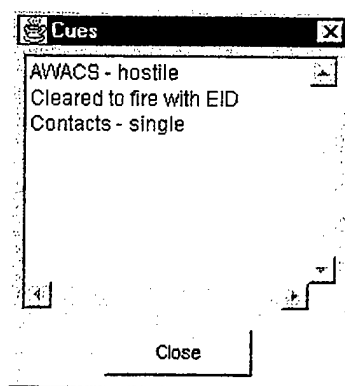 Cues
AWACS - hostile
Cleared to fire with EID
Contacts - single
Close